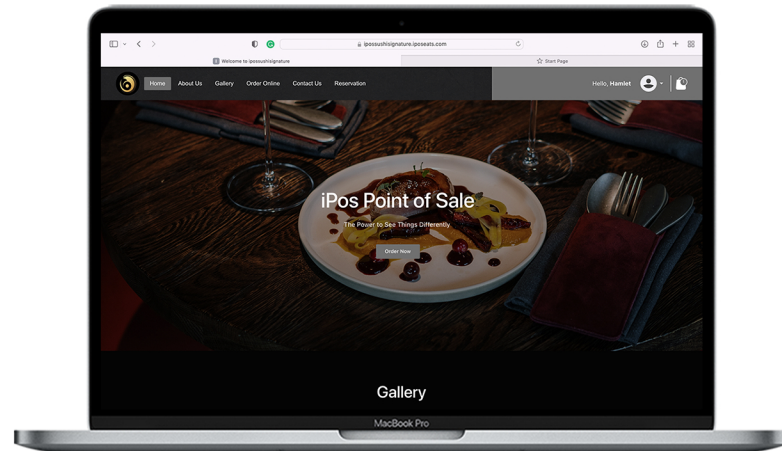 ipossushisignature.iposeats.com
Welcome to ipossushisignature
Start Page
Home About Us Gallery Order Online Contact Us Reservation
Hello, Hamlet
iPos Point of Sale
The Power to See Things Differently
Order Now
Gallery
MacBook Pro